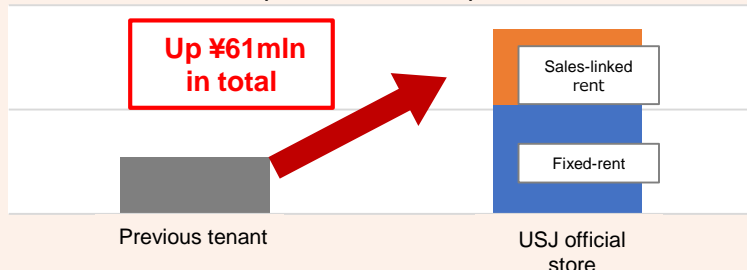 Up ¥61mln
in total
Sales-linked
rent
Fixed-rent
Previous tenant
USJ official
store